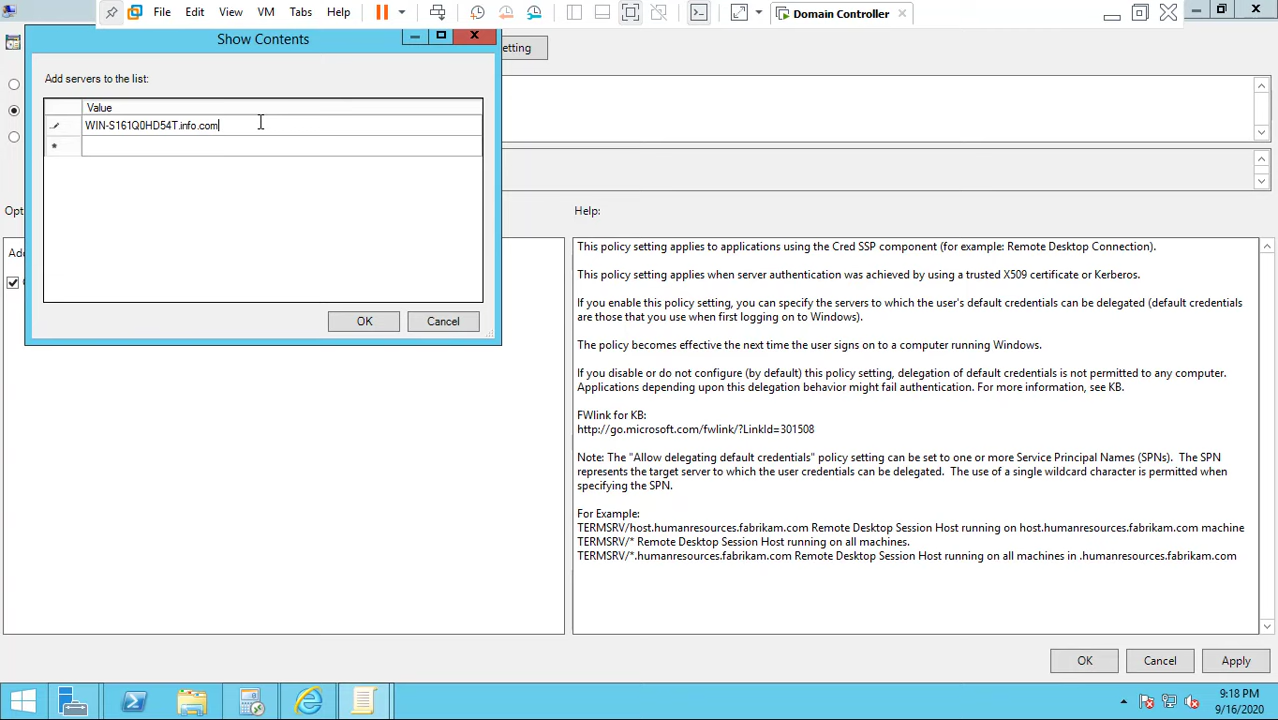 File Edit View VM Tabs Help Domain Controller
Show Contents
etting
Add servers to the list:
Value
WIN-S161Q0HD54T.info.com
OK Cancel
Opt
Help:
Add
This policy setting applies to applications using the Cred SSP component (for example: Remote Desktop Connection).
This policy setting applies when server authentication was achieved by using a trusted X509 certificate or Kerberos.
If you enable this policy setting, you can specify the servers to which the user's default credentials can be delegated (default credentials
are those that you use when first logging on to Windows).
The policy becomes effective the next time the user signs on to a computer running Windows.
If you disable or do not configure (by default) this policy setting, delegation of default credentials is not permitted to any computer.
Applications depending upon this delegation behavior might fail authentication. For more information, see KB.
FWlink for KB:
http://go.microsoft.com/fwlink/?LinkId=301508
Note: The "Allow delegating default credentials" policy setting can be set to one or more Service Principal Names (SPNs). The SPN
represents the target server to which the user credentials can be delegated. The use of a single wildcard character is permitted when
specifying the SPN.
For Example:
TERMSRV/host.humanresources.fabrikam.com Remote Desktop Session Host running on host.humanresources.fabrikam.com machine
TERMSRV/* Remote Desktop Session Host running on all machines.
TERMSRV/*.humanresources.fabrikam.com Remote Desktop Session Host running on all machines in .humanresources.fabrikam.com
OK Cancel Apply
9:18 PM
9/16/2020